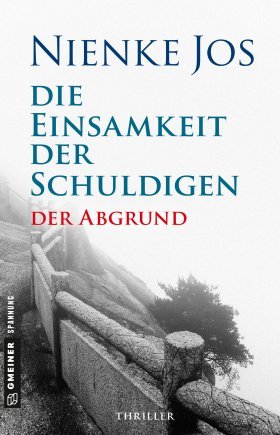 NIENKE JOS
DIE
EINSAMKEIT
DER
SCHULDIGEN
DER ABGRUND
GMEINER SPANNUNG
THRILLER